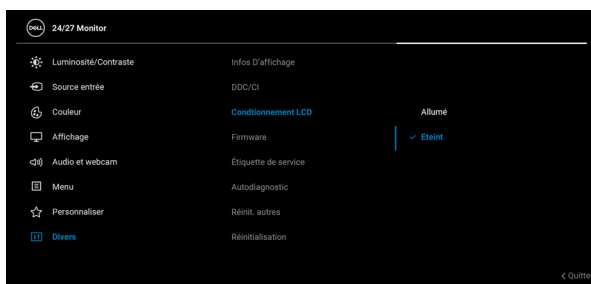 DELL 24/27 Monitor
Luminosité/Contraste Infos D'affichage
Source entrée DDC/CI
Couleur Condtionnement LCD Allumé
Affichage Firmware ✓ Eteint
Audio et webcam Étiquette de service
Menu Autodiagnostic
Personnaliser Réinit. autres
Divers Réinitialisation
< Quitte